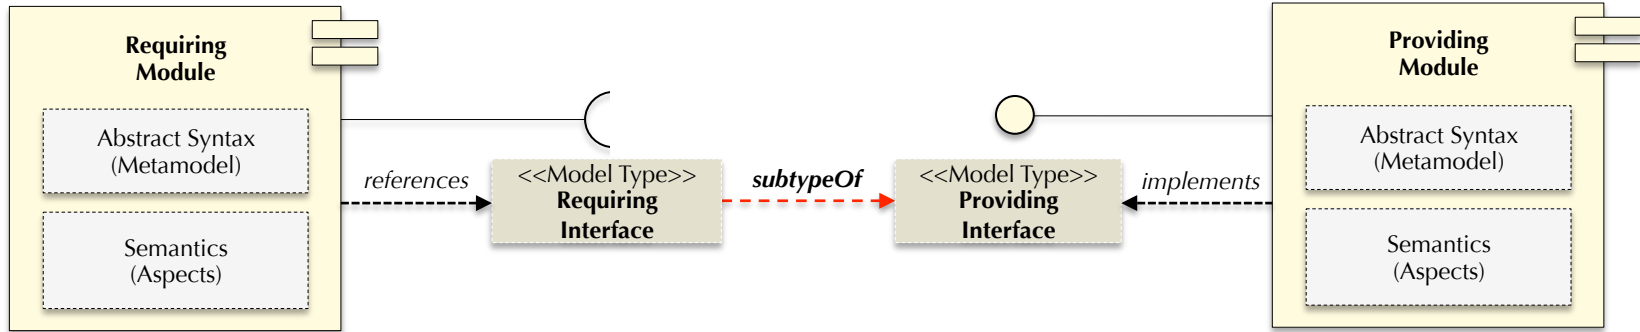 Requiring
Module
Abstract Syntax
(Metamodel)
Semantics
(Aspects)
references
<<Model Type>>
Requiring
Interface
subtypeOf
<<Model Type>>
Providing
Interface
implements
Providing
Module
Abstract Syntax
(Metamodel)
Semantics
(Aspects)